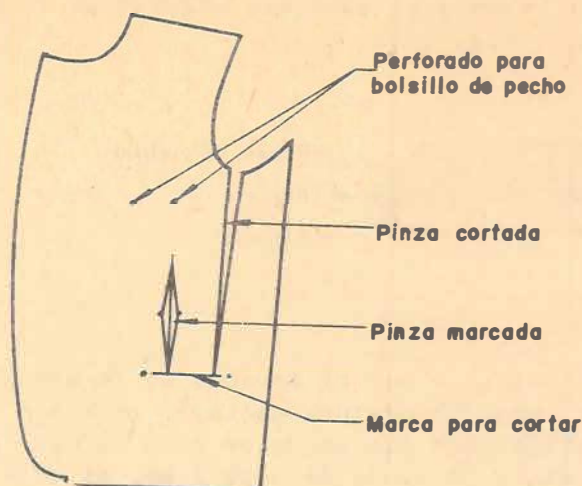 Perforado para
bolsillo de pecho
Pinza cortada
Pinza marcada
Marca para cortar